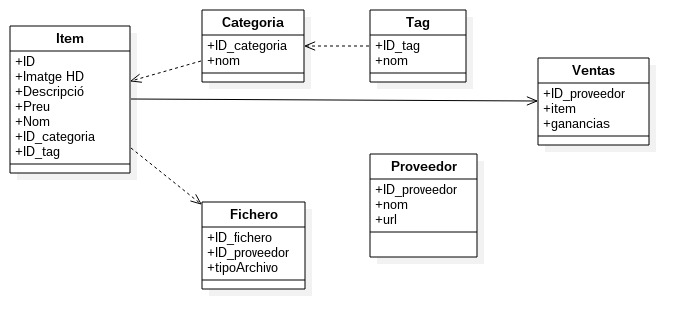 Item
+ID
+Imatge HD
+Descripció
+Preu
+Nom
+ID_categoria
+ID_tag
Categoria
+ID_categoria
+nom
Tag
+ID_tag
+nom
Ventas
+ID_proveedor
+item
+ganancias
Proveedor
+ID_proveedor
+nom
+url
Fichero
+ID_fichero
+ID_proveedor
+tipoArchivo